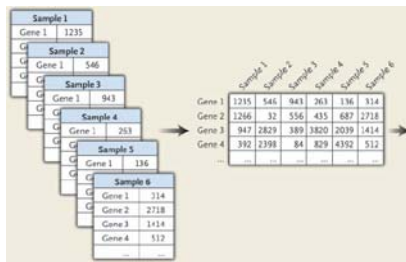 Sample 1
Gene 1 1235
Sample 2
Gene 1 546
Sample 3
Gene 1 943
Sample 4
Gene 1 263
Sample 5
Gene 1 136
Sample 6
Gene 1 314
Gene 2 2718
Gene 3 1414
Gene 4 512
... ...
Sample 1 Sample 2 Sample 3 Sample 4 Sample 5 Sample 6
Gene 1 1235 546 943 263 136 314
Gene 2 1266 32 556 435 687 2718
Gene 3 947 2829 389 3820 2039 1414
Gene 4 392 2398 84 829 4392 512
... ... ... ... ... ... ...